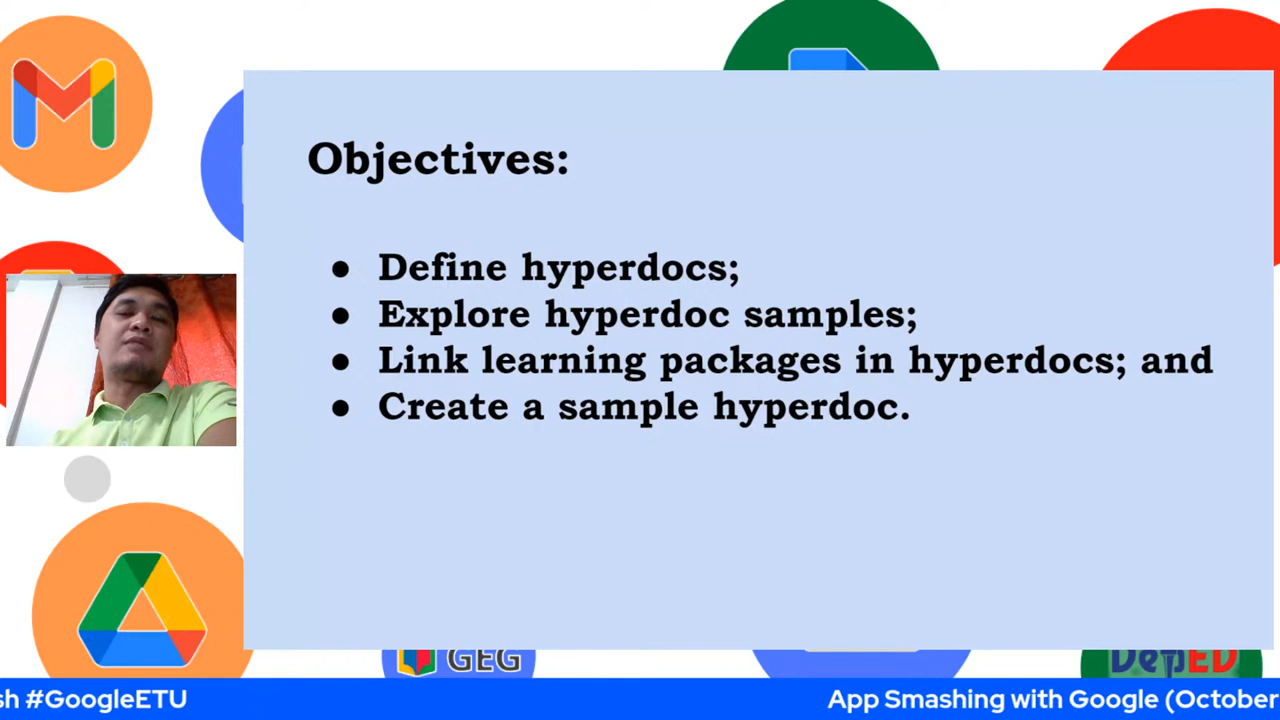 Objectives:
● Define hyperdocs;
● Explore hyperdoc samples;
● Link learning packages in hyperdocs; and
● Create a sample hyperdoc.
GEG
DepED
sh #GoogleETU
App Smashing with Google (October